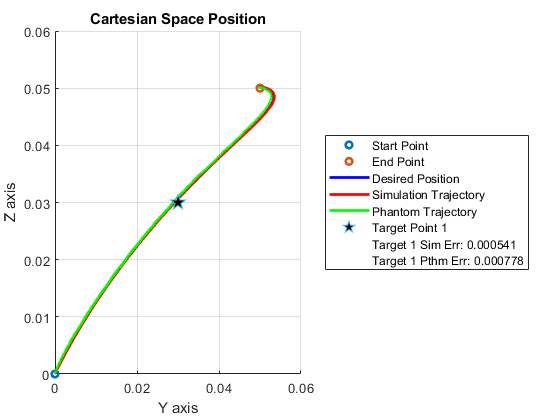 Cartesian Space Position
0.06
0.05
0.04
0.03
0.02
0.01
0
Z axis
0
0.02
0.04
0.06
Y axis
Start Point
End Point
Desired Position
Simulation Trajectory
Phantom Trajectory
Target Point 1
Target 1 Sim Err: 0.000541
Target 1 Pthm Err: 0.000778